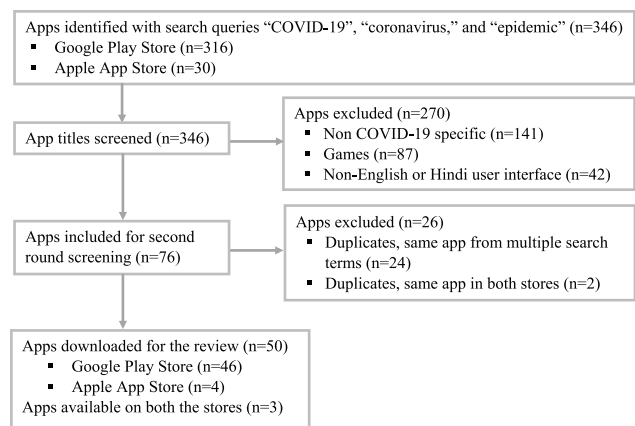 Apps identified with search queries “COVID-19”, “coronavirus,” and “epidemic” (n=346)
▪ Google Play Store (n=316)
▪ Apple App Store (n=30)
App titles screened (n=346)
Apps excluded (n=270)
▪ Non COVID-19 specific (n=141)
▪ Games (n=87)
▪ Non-English or Hindi user interface (n=42)
Apps included for second
round screening (n=76)
Apps excluded (n=26)
▪ Duplicates, same app from multiple search
terms (n=24)
▪ Duplicates, same app in both stores (n=2)
Apps downloaded for the review (n=50)
▪ Google Play Store (n=46)
▪ Apple App Store (n=4)
Apps available on both the stores (n=3)